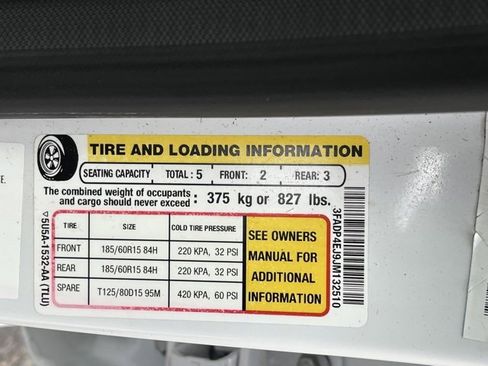 TIRE AND LOADING INFORMATION
SEATING CAPACITY TOTAL : 5 FRONT: 2 REAR: 3
The combined weight of occupants and cargo should never exceed : 375 kg or 827 lbs.
TIRE SIZE COLD TIRE PRESSURE
FRONT 185/60R15 84H 220 KPA, 32 PSI
REAR 185/60R15 84H 220 KPA, 32 PSI
SPARE T125/80D15 95M 420 KPA, 60 PSI
SEE OWNERS
MANUAL FOR
ADDITIONAL
INFORMATION
5U5A-1532-AA (TLU)
3FADP4EJ9JM132510